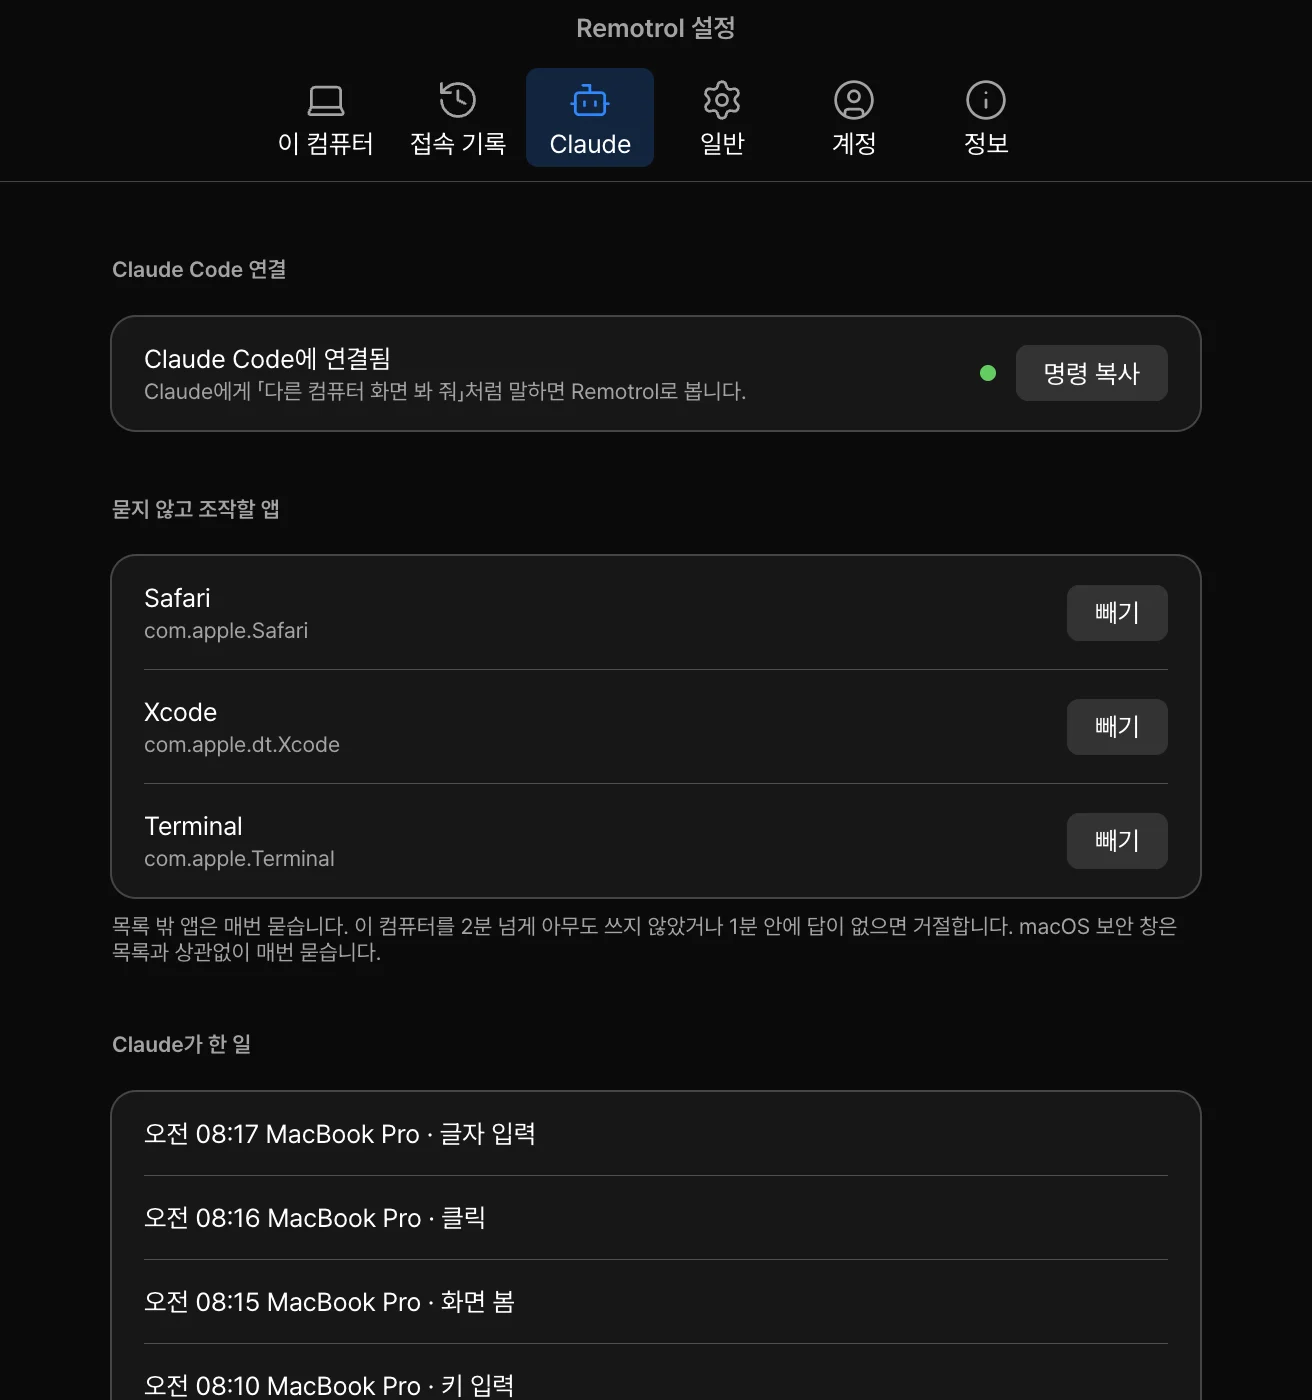 Remotrol 설정
이 컴퓨터
접속 기록
Claude
일반
계정
정보
Claude Code 연결
Claude Code에 연결됨
Claude에게 「다른 컴퓨터 화면 봐 줘」처럼 말하면 Remotrol로 봅니다.
명령 복사
묻지 않고 조작할 앱
Safari
com.apple.Safari
빼기
Xcode
com.apple.dt.Xcode
빼기
Terminal
com.apple.Terminal
빼기
목록 밖 앱은 매번 묻습니다. 이 컴퓨터를 2분 넘게 아무도 쓰지 않았거나 1분 안에 답이 없으면 거절합니다. macOS 보안 창은
목록과 상관없이 매번 묻습니다.
Claude가 한 일
오전 08:17 MacBook Pro · 글자 입력
오전 08:16 MacBook Pro · 클릭
오전 08:15 MacBook Pro · 화면 봄
오전 08:10 MacBook Pro · 키 입력